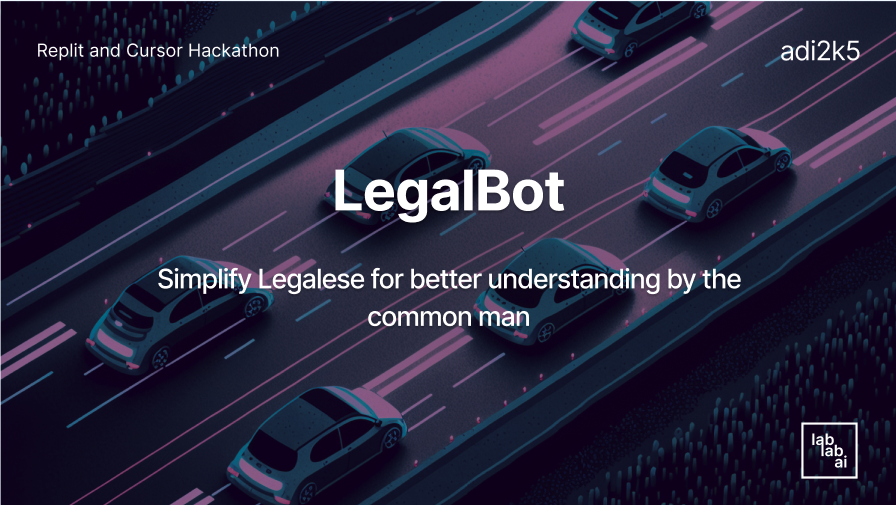 Replit and Cursor Hackathon
adi2k5
LegalBot
Simplify Legalese for better understanding by the
common man
lab
lab
ai